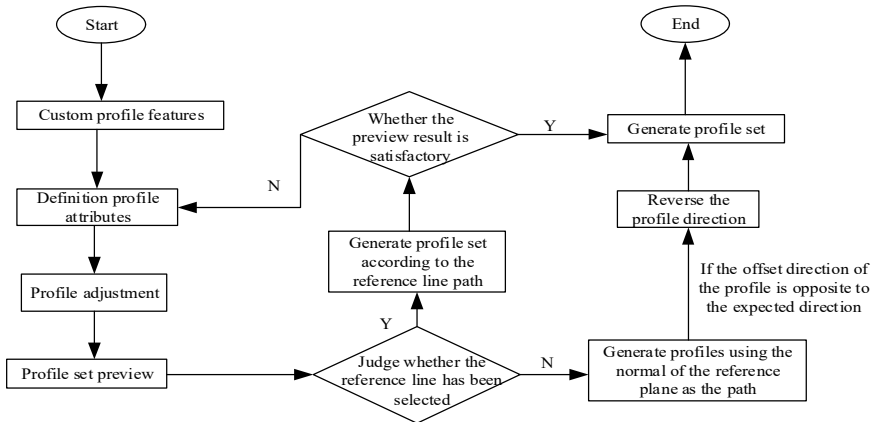 Start
Custom profile features
Definition profile
attributes
Profile adjustment
Profile set preview
Judge whether the
reference line has been
selected
Y
N
Generate profile set
according to the
reference line path
Whether the
preview result is
satisfactory
N
Y
Generate profiles using the
normal of the reference
plane as the path
If the offset direction of
the profile is opposite to
the expected direction
Reverse the
profile direction
Generate profile set
End